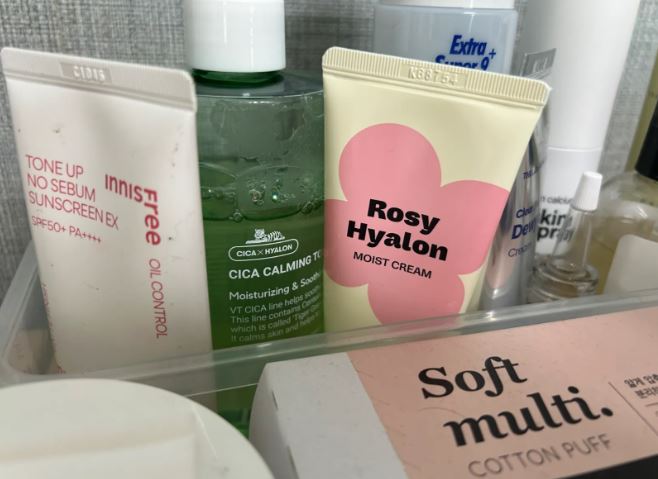 TONE UP
NO SEBUM
SUNSCREEN EX
SPF50+ PA++++
INNISFree
OIL CONTROL
CICA × HYALON
CICA CALMING TO
Moisturizing & Sooth
VT CICA line helps sooth
This line contains
which is called 'Tiger
It calms skin and helps
Rosy
Hyalon
MOIST CREAM
Extra
Super 9+
Soft
multi.
COTTON PUFF